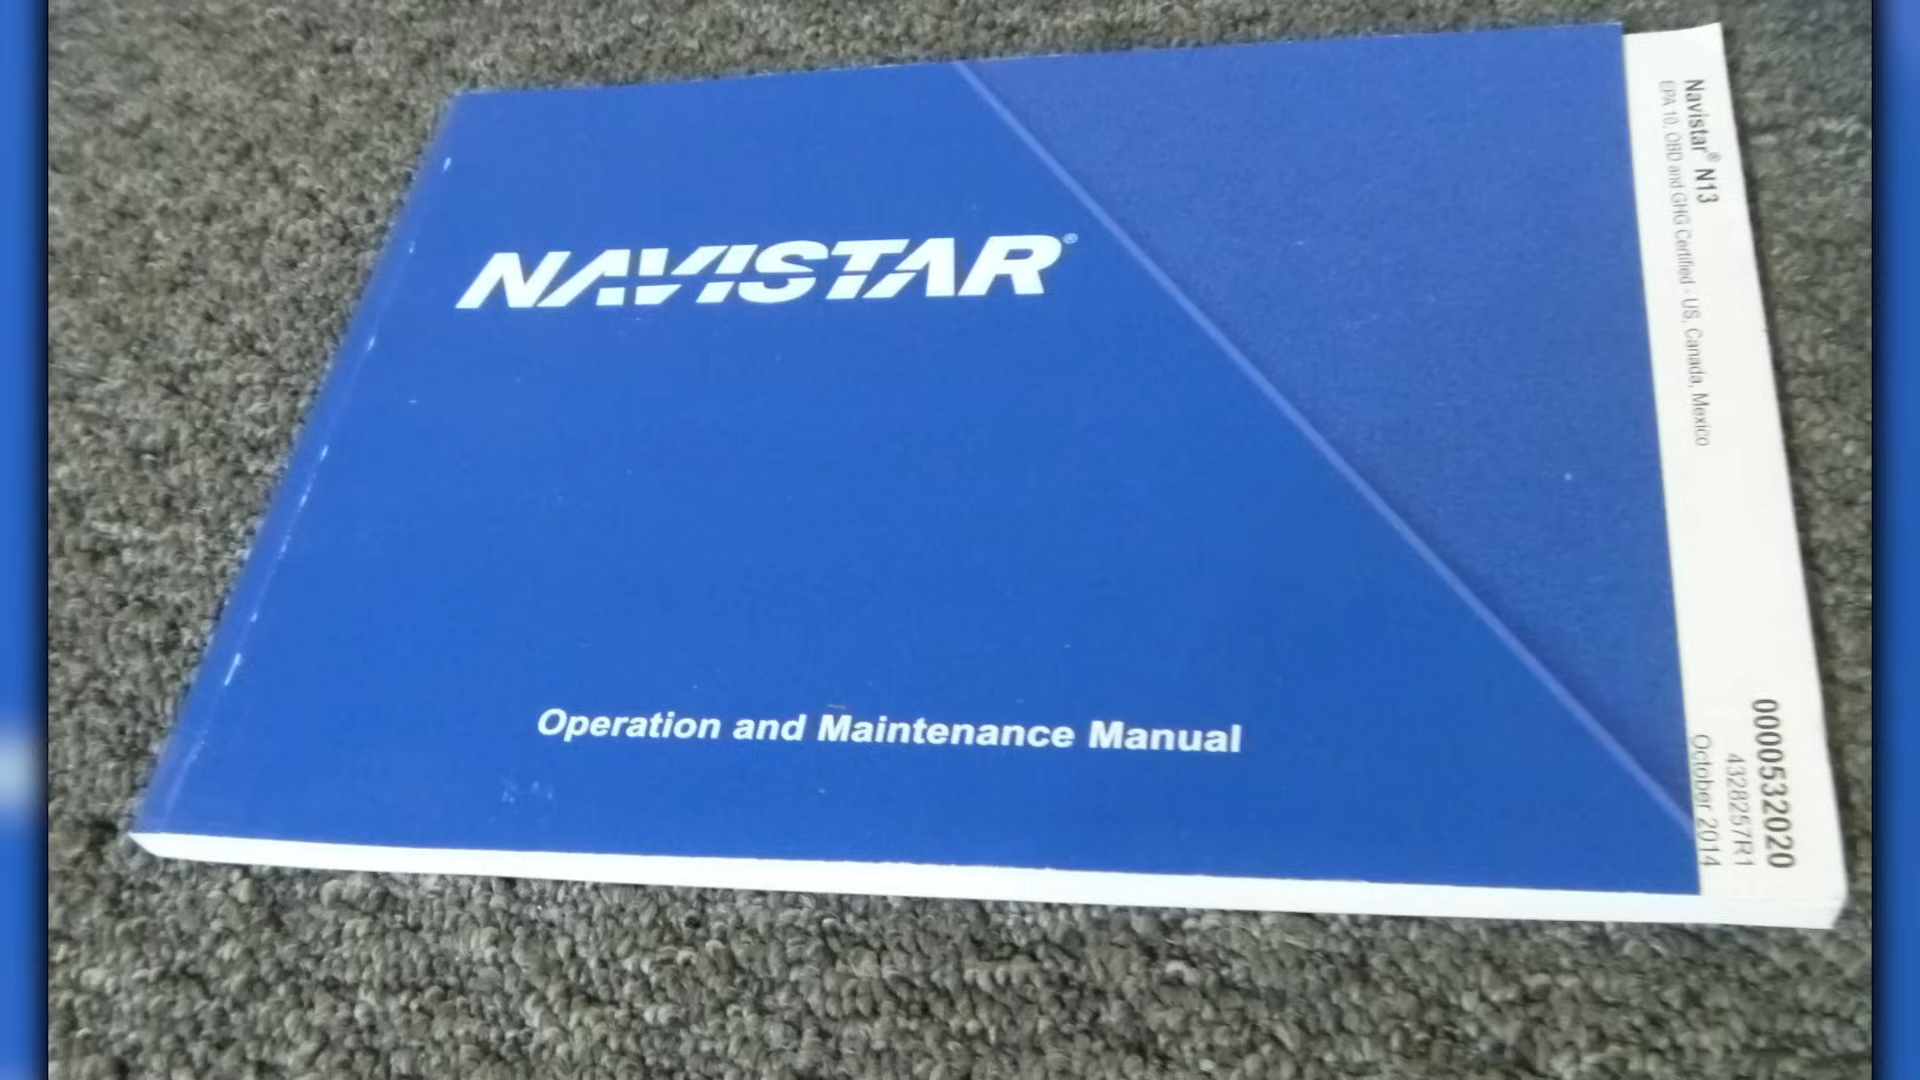 NAVISTAR®
Operation and Maintenance Manual
Navistar® N13
EPA 10, OBD and GHG Certified - US, Canada, Mexico
0000532020
4328257R1
October 2014